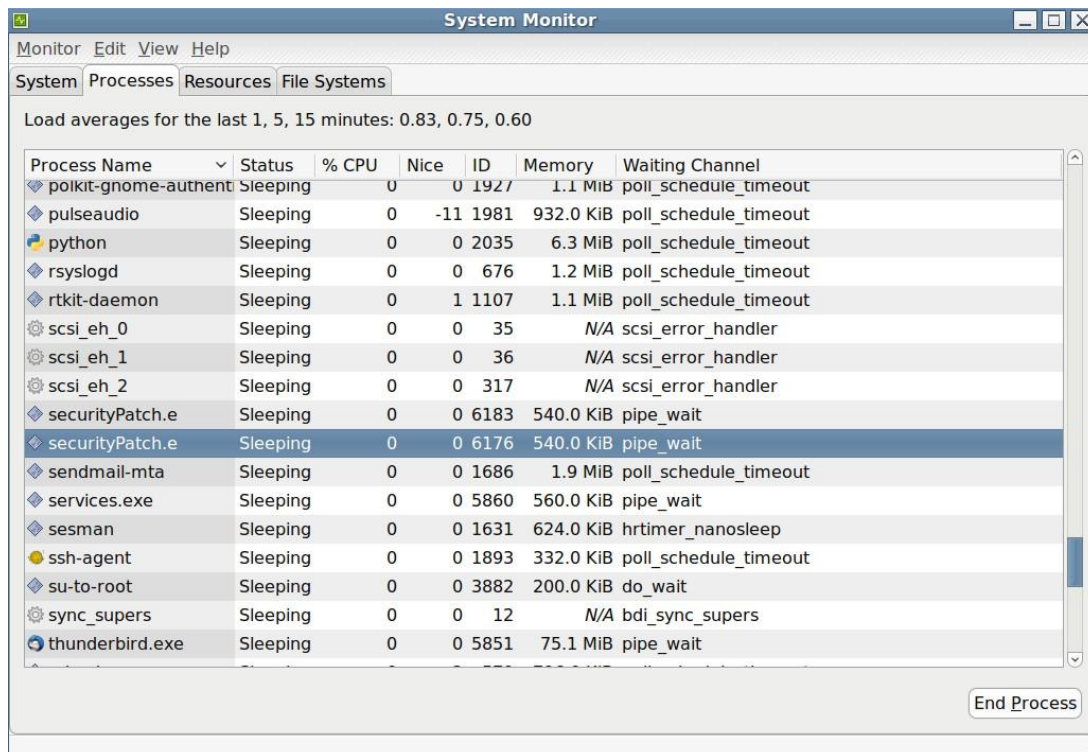 System Monitor
Monitor Edit View Help
System Processes Resources File Systems
Load averages for the last 1, 5, 15 minutes: 0.83, 0.75, 0.60
Process Name Status % CPU Nice ID Memory Waiting Channel
polkit-gnome-authenti Sleeping 0 0 1927 1.1 MiB poll_schedule_timeout
pulseaudio Sleeping 0 -11 1981 932.0 KiB poll_schedule_timeout
python Sleeping 0 0 2035 6.3 MiB poll_schedule_timeout
rsyslogd Sleeping 0 0 676 1.2 MiB poll_schedule_timeout
rtkit-daemon Sleeping 0 1 1107 1.1 MiB poll_schedule_timeout
scsi_eh_0 Sleeping 0 0 35 N/A scsi_error_handler
scsi_eh_1 Sleeping 0 0 36 N/A scsi_error_handler
scsi_eh_2 Sleeping 0 0 317 N/A scsi_error_handler
securityPatch.e Sleeping 0 0 6183 540.0 KiB pipe_wait
securityPatch.e Sleeping 0 0 6176 540.0 KiB pipe_wait
sendmail-mta Sleeping 0 0 1686 1.9 MiB poll_schedule_timeout
services.exe Sleeping 0 0 5860 560.0 KiB pipe_wait
sesman Sleeping 0 0 1631 624.0 KiB hrtimer_nanosleep
ssh-agent Sleeping 0 0 1893 332.0 KiB poll_schedule_timeout
su-to-root Sleeping 0 0 3882 200.0 KiB do_wait
sync_supers Sleeping 0 0 12 N/A bdi_sync_supers
thunderbird.exe Sleeping 0 0 5851 75.1 MiB pipe_wait
End Process